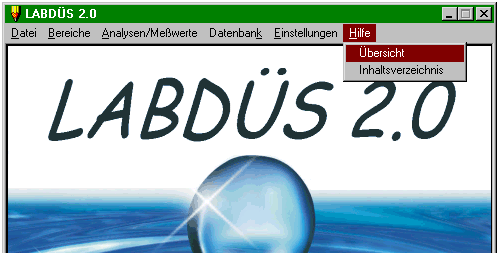 LABDÜS 2.0
Datei Bereiche Analysen/Meßwerte Datenbank Einstellungen Hilfe
Übersicht
Inhaltsverzeichnis
LABDÜS 2.0